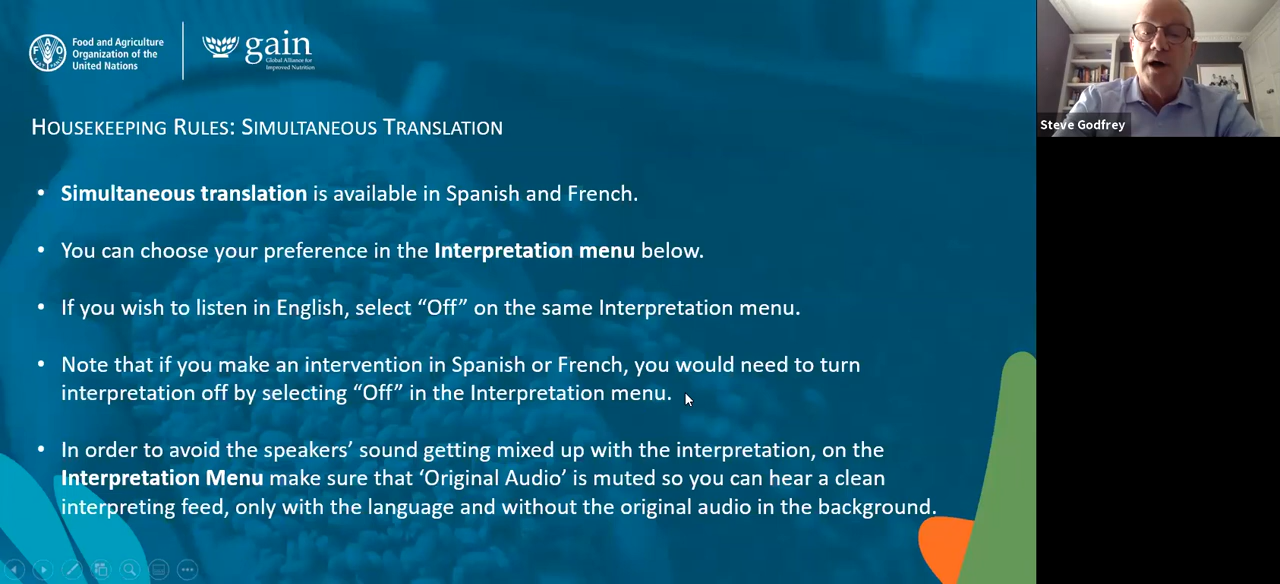 Food and Agriculture
Organization of the
United Nations
gain
Global Alliance for
Improved Nutrition
HOUSEKEEPING RULES: SIMULTANEOUS TRANSLATION
• Simultaneous translation is available in Spanish and French.
• You can choose your preference in the Interpretation menu below.
• If you wish to listen in English, select “Off” on the same Interpretation menu.
• Note that if you make an intervention in Spanish or French, you would need to turn
interpretation off by selecting “Off” in the Interpretation menu.
• In order to avoid the speakers’ sound getting mixed up with the interpretation, on the
Interpretation Menu make sure that ‘Original Audio’ is muted so you can hear a clean
interpreting feed, only with the language and without the original audio in the background.
Steve Godfrey